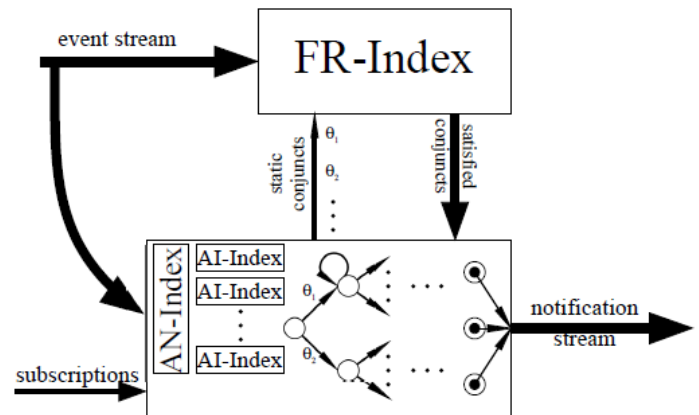 event stream
FR-Index
static
conjuncts
θ1
θ2
satisfied
conjuncts
AN-Index
AI-Index
AI-Index
AI-Index
θ1
θ2
subscriptions
notification
stream